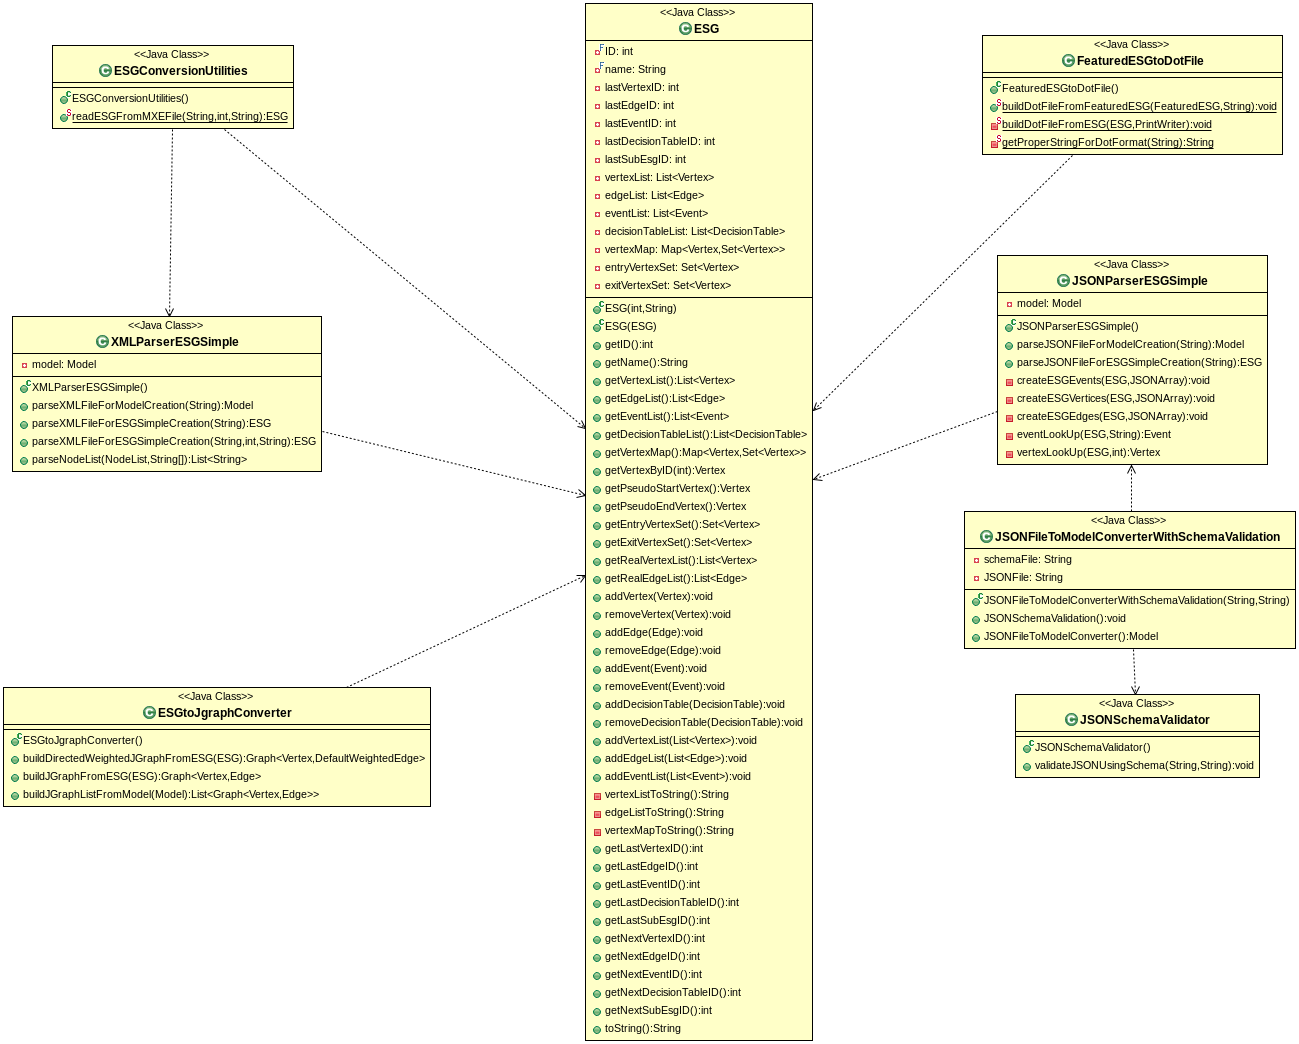 <<Java Class>>
ESGConversionUtilities
ESGConversionUtilities()
readESGFromMXEFile(String,int,String):ESG
<<Java Class>>
XMLParserESGSimple
model: Model
XMLParserESGSimple()
parseXMLFileForModelCreation(String):Model
parseXMLFileForESGSimpleCreation(String):ESG
parseXMLFileForESGSimpleCreation(String,int,String):ESG
parseNodeList(NodeList,String[]):List<String>
<<Java Class>>
ESGtoJgraphConverter
ESGtoJgraphConverter()
buildDirectedWeightedJGraphFromESG(ESG):Graph<Vertex,DefaultWeightedEdge>
buildJGraphFromESG(ESG):Graph<Vertex,Edge>
buildJGraphListFromModel(Model):List<Graph<Vertex,Edge>>
<<Java Class>>
ESG
ID: int
name: String
lastVertexID: int
lastEdgeID: int
lastEventID: int
lastDecisionTableID: int
lastSubEsgID: int
vertexList: List<Vertex>
edgeList: List<Edge>
eventList: List<Event>
decisionTableList: List<DecisionTable>
vertexMap: Map<Vertex,Set<Vertex>>
entryVertexSet: Set<Vertex>
exitVertexSet: Set<Vertex>
ESG(int,String)
ESG(ESG)
getID():int
getName():String
getVertexList():List<Vertex>
getEdgeList():List<Edge>
getEventList():List<Event>
getDecisionTableList():List<DecisionTable>
getVertexMap():Map<Vertex,Set<Vertex>>
getVertexByID(int):Vertex
getPseudoStartVertex():Vertex
getPseudoEndVertex():Vertex
getEntryVertexSet():Set<Vertex>
getExitVertexSet():Set<Vertex>
getRealVertexList():List<Vertex>
getRealEdgeList():List<Edge>
addVertex(Vertex):void
removeVertex(Vertex):void
addEdge(Edge):void
removeEdge(Edge):void
addEvent(Event):void
removeEvent(Event):void
addDecisionTable(DecisionTable):void
removeDecisionTable(DecisionTable):void
addVertexList(List<Vertex>):void
addEdgeList(List<Edge>):void
addEventList(List<Event>):void
vertexListToString():String
edgeListToString():String
vertexMapToString():String
getLastVertexID():int
getLastEdgeID():int
getLastEventID():int
getLastDecisionTableID():int
getLastSubEsgID():int
getNextVertexID():int
getNextEdgeID():int
getNextEventID():int
getNextDecisionTableID():int
getNextSubEsgID():int
toString():String
<<Java Class>>
FeaturedESGtoDotFile
FeaturedESGtoDotFile()
buildDotFileFromFeaturedESG(FeaturedESG,String):void
buildDotFileFromESG(ESG,PrintWriter):void
getProperStringForDotFormat(String):String
<<Java Class>>
JSONParserESGSimple
model: Model
JSONParserESGSimple()
parseJSONFileForModelCreation(String):Model
parseJSONFileForESGSimpleCreation(String):ESG
createESGEvents(ESG,JSONArray):void
createESGVertices(ESG,JSONArray):void
createESGEdges(ESG,JSONArray):void
eventLookUp(ESG,String):Event
vertexLookUp(ESG,int):Vertex
<<Java Class>>
JSONFileToModelConverterWithSchemaValidation
schemaFile: String
JSONFile: String
JSONFileToModelConverterWithSchemaValidation(String,String)
JSONSchemaValidation():void
JSONFileToModelConverter():Model
<<Java Class>>
JSONSchemaValidator
JSONSchemaValidator()
validateJSONUsingSchema(String,String):void